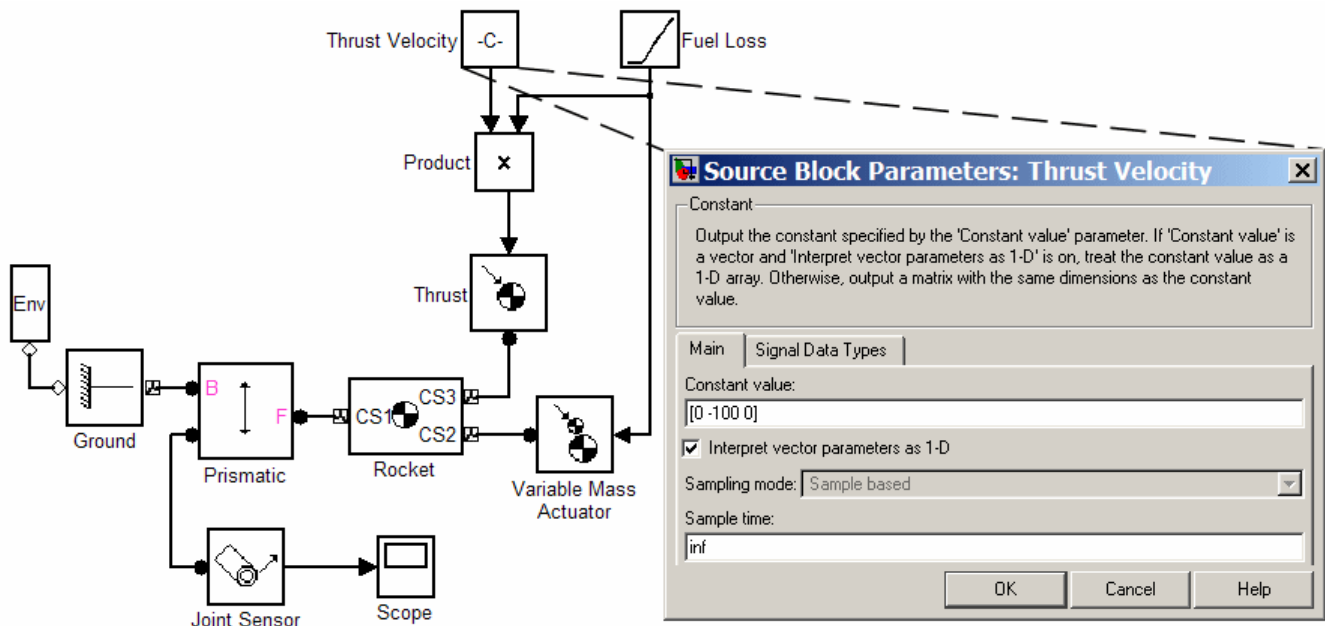 Thrust Velocity
-C-
Fuel Loss
Product
×
Thrust
Env
Ground
B
F
Prismatic
CS1
CS3
CS2
Rocket
Variable Mass
Actuator
Joint Sensor
Scope
Source Block Parameters: Thrust Velocity
Constant
Output the constant specified by the 'Constant value' parameter. If 'Constant value' is
a vector and 'Interpret vector parameters as 1-D' is on, treat the constant value as a
1-D array. Otherwise, output a matrix with the same dimensions as the constant
value.
Main
Signal Data Types
Constant value:
[0 -100 0]
Interpret vector parameters as 1-D
Sampling mode: Sample based
Sample time:
inf
OK
Cancel
Help